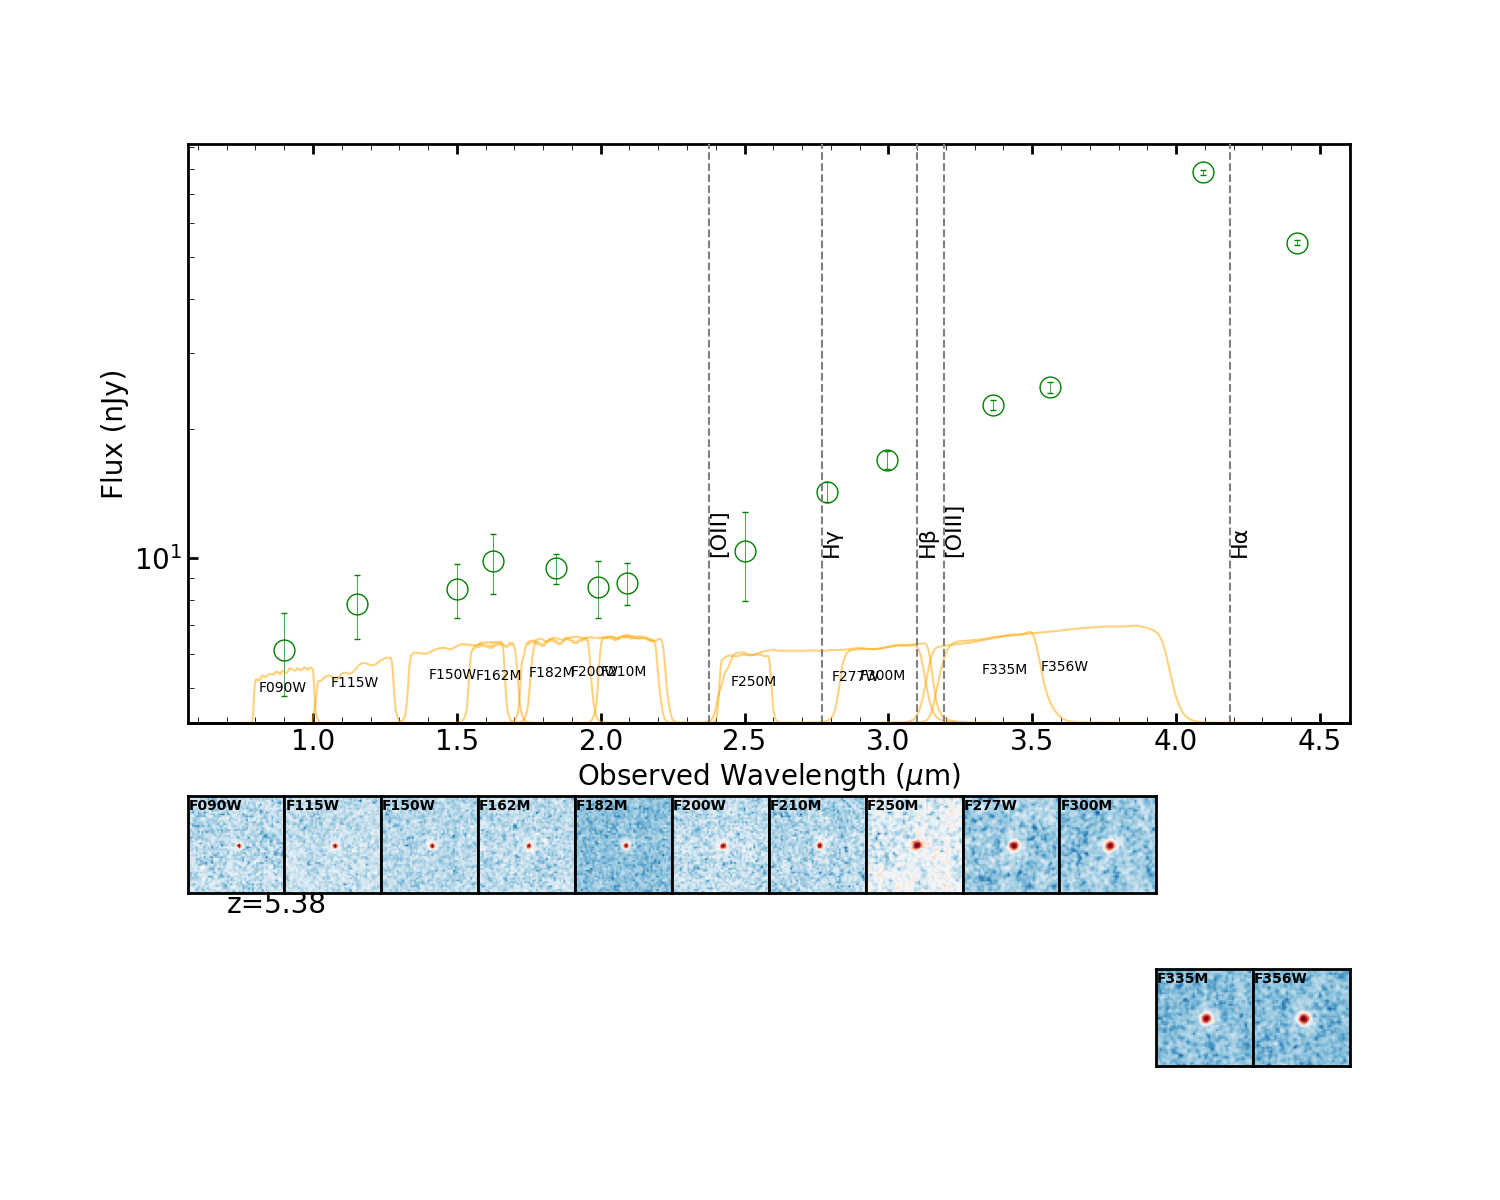 Flux (nJy)
10¹
[OII]
Hγ
Hβ
[OIII]
Hα
F090W
F115W
F150W
F162M
F182M
F200W
F210M
F250M
F277W
F300M
F335M
F356W
1.0 1.5 2.0 2.5 3.0 3.5 4.0 4.5
Observed Wavelength (μm)
F090W F115W F150W F162M F182M F200W F210M F250M F277W F300M
z=5.38
F335M F356W